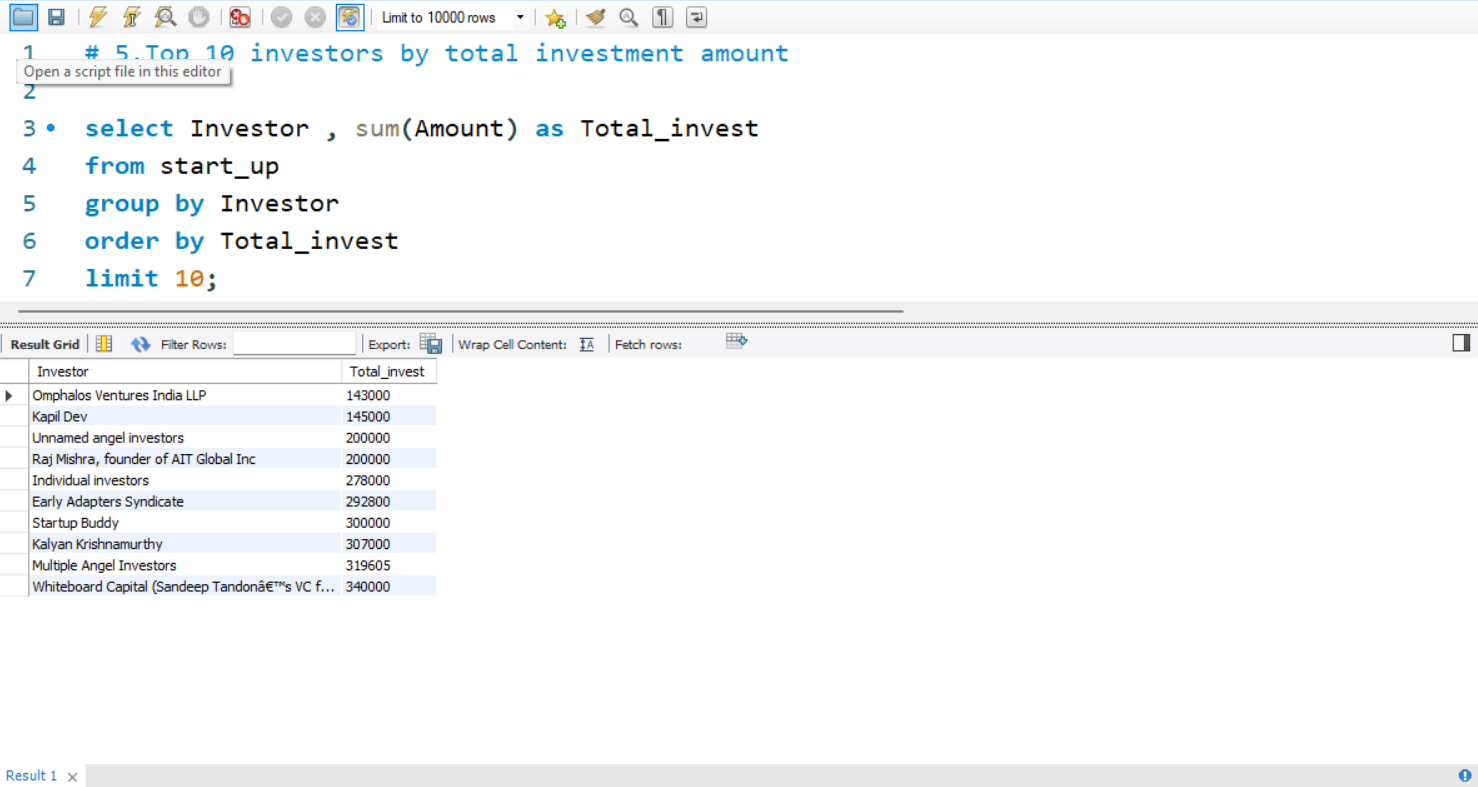 Limit to 10000 rows
1 # 5.Top 10 investors by total investment amount
Open a script file in this editor
2
3 select Investor , sum(Amount) as Total_invest
4 from start_up
5 group by Investor
6 order by Total_invest
7 limit 10;
Result Grid Filter Rows: Export: Wrap Cell Content: Fetch rows:
Investor Total_invest
Omphalos Ventures India LLP 143000
Kapil Dev 145000
Unnamed angel investors 200000
Raj Mishra, founder of AIT Global Inc 200000
Individual investors 278000
Early Adapters Syndicate 292800
Startup Buddy 300000
Kalyan Krishnamurthy 307000
Multiple Angel Investors 319605
Whiteboard Capital (Sandeep Tandonâ€™s VC f... 340000
Result 1